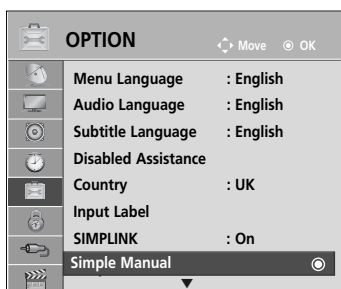 OPTION
Move OK
Menu Language : English
Audio Language : English
Subtitle Language : English
Disabled Assistance
Country : UK
Input Label
SIMPLINK : On
Simple Manual